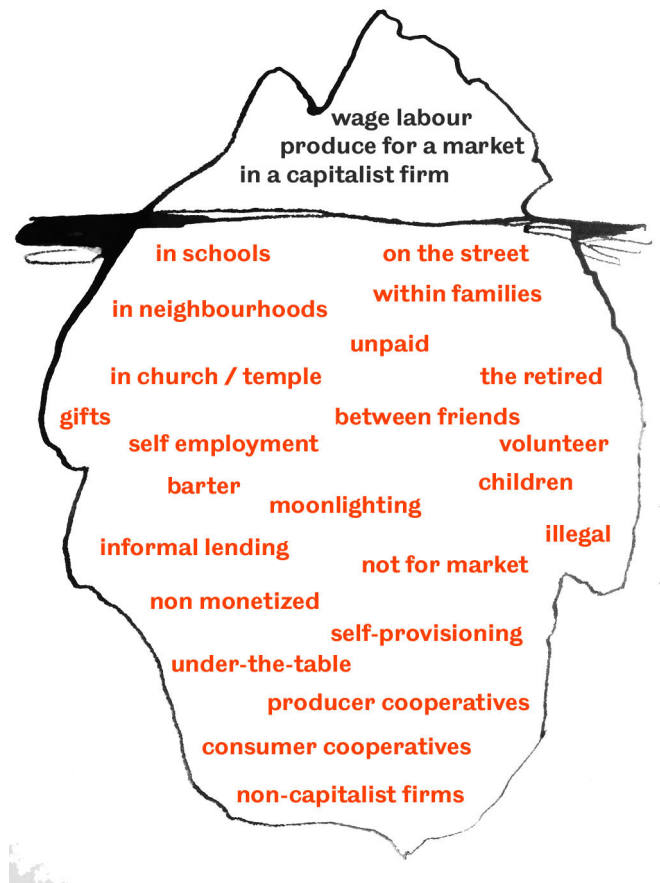 wage labour
produce for a market
in a capitalist firm
in schools
on the street
within families
in neighbourhoods
unpaid
in church / temple
the retired
gifts
between friends
self employment
volunteer
barter
children
moonlighting
illegal
informal lending
not for market
non monetized
self-provisioning
under-the-table
producer cooperatives
consumer cooperatives
non-capitalist firms